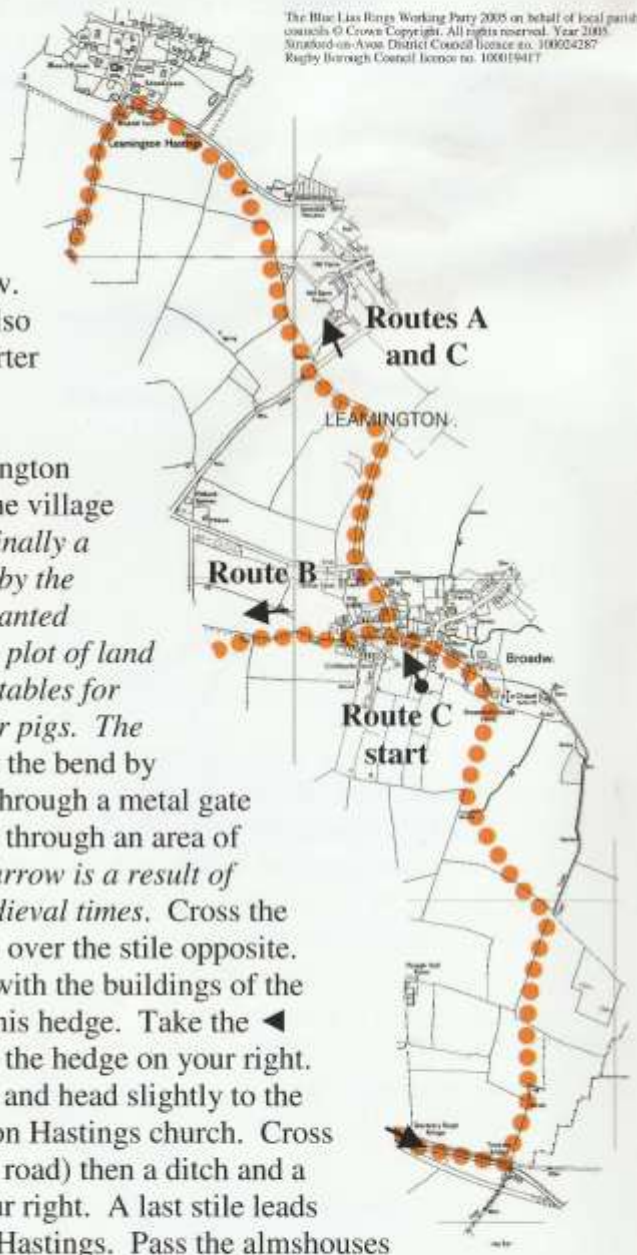 The Blue Lias Rings Working Party 2005 on behalf of local parish
councils © Crown Copyright. All rights reserved. Year 2005
Stratford-on-Avon District Council licence no. 100024287
Rugby Borough Council licence no. 100019417
Leamington Hastings
w.
lso
rter
Routes A
and C
LEAMINGTON
ington
ne village
inally a
by the
anted
plot of land
tables for
r pigs. The
the bend by
hrough a metal gate
through an area of
urrow is a result of
dieval times. Cross the
over the stile opposite.
with the buildings of the
his hedge. Take the ◄
the hedge on your right.
and head slightly to the
on Hastings church. Cross
road) then a ditch and a
ur right. A last stile leads
Hastings. Pass the almshouses
Route B
Broadw.
Route C
start